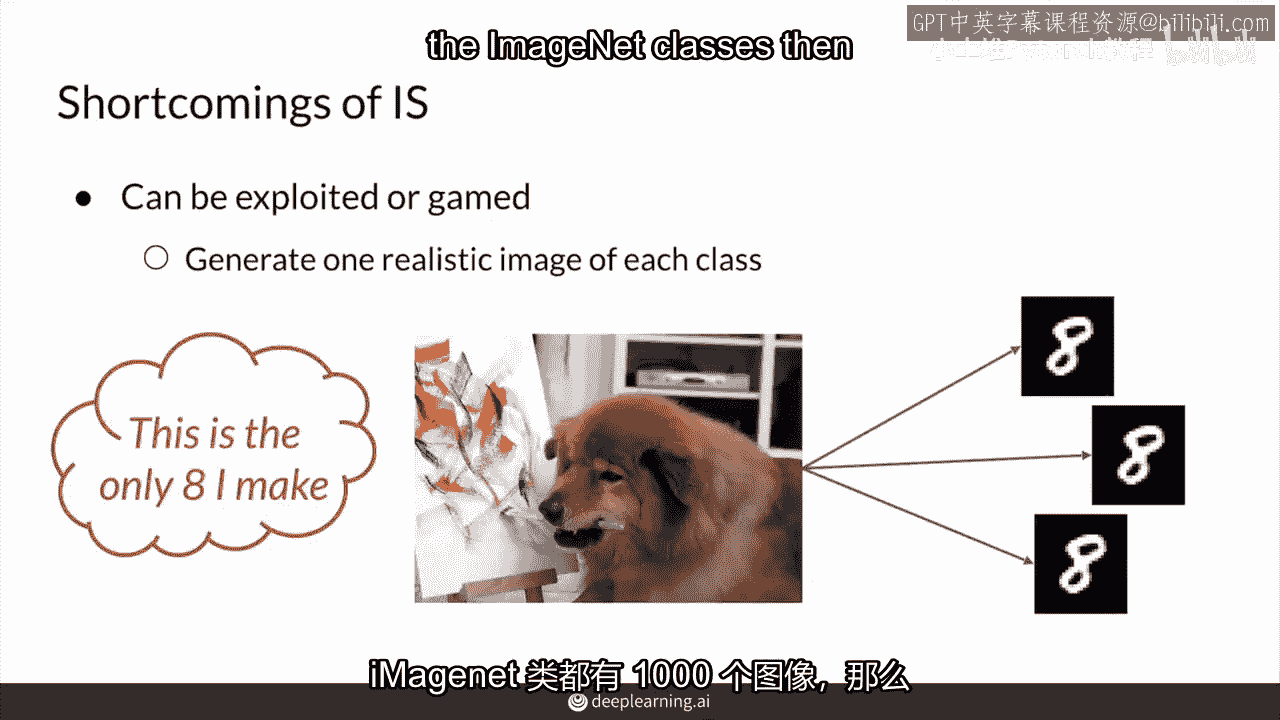 GPT中英字幕课程资源@bilibili.com
the ImageNet classes then
bilibili
Shortcomings of IS
● Can be exploited or gamed
○ Generate one realistic image of each class
This is the
only 8 I make
8
8
8
iMagenet 类都有 1000 个图像，那么
deeplearning.ai